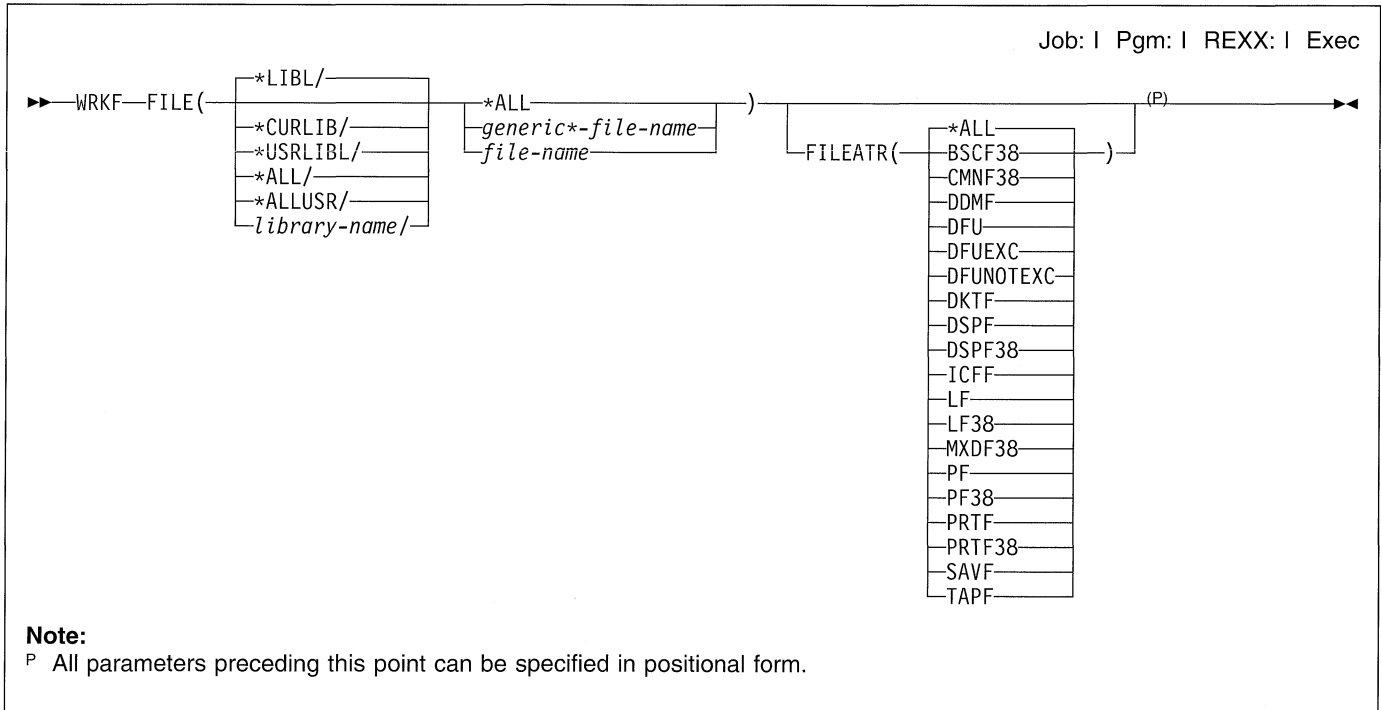 Job: I Pgm: I REXX: I Exec
*LIBL/
WRKF FILE( *ALL ) (P)
*CURLIB/ generic*-file-name *ALL
*USRLIBL/ file-name FILEATR( BSCF38 )
*ALL/ CMNF38
*ALLUSR/ DDMF
library-name/ DFU
DFUEXC
DFUNOTEXC
DKTF
DSPF
DSPF38
ICFF
LF
LF38
MXDF38
PF
PF38
PRTF
PRTF38
SAVF
TAPF
Note:
P All parameters preceding this point can be specified in positional form.